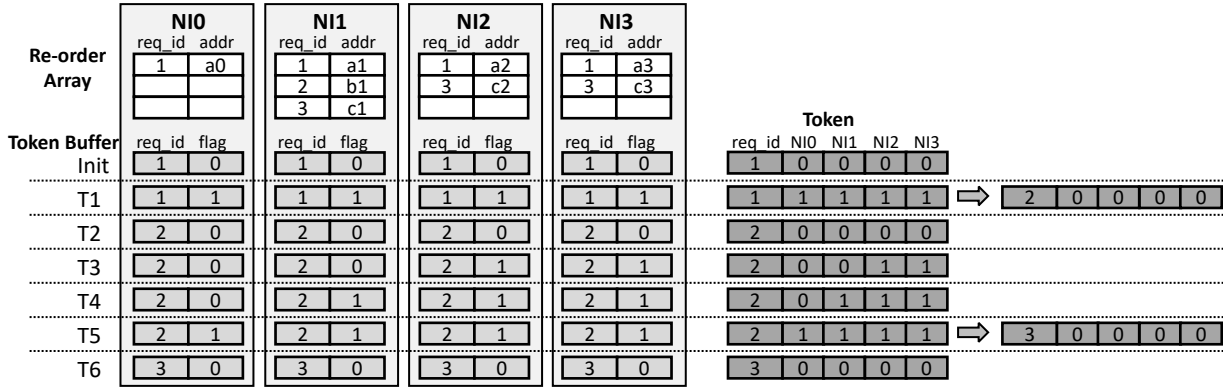 NI0 NI1 NI2 NI3
req_id addr req_id addr req_id addr req_id addr
Re-order Array
1 a0 1 a1 1 a2 1 a3
2 b1 3 c2 3 c3
3 c1
Token
Token Buffer req_id flag req_id flag req_id flag req_id flag req_id NI0 NI1 NI2 NI3
Init 1 0 1 0 1 0 1 0 1 0 0 0 0
T1 1 1 1 1 1 1 1 1 1 1 1 1 1 2 0 0 0 0
T2 2 0 2 0 2 0 2 0 2 0 0 0 0
T3 2 0 2 0 2 1 2 1 2 0 0 1 1
T4 2 0 2 1 2 1 2 1 2 0 1 1 1
T5 2 1 2 1 2 1 2 1 2 1 1 1 1 3 0 0 0 0
T6 3 0 3 0 3 0 3 0 3 0 0 0 0